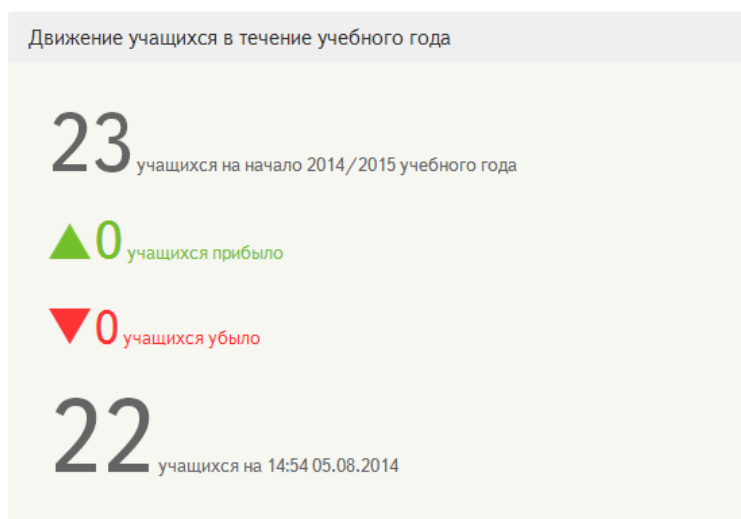 Движение учащихся в течение учебного года
23 учащихся на начало 2014/2015 учебного года
0 учащихся прибыло
0 учащихся убыло
22 учащихся на 14:54 05.08.2014